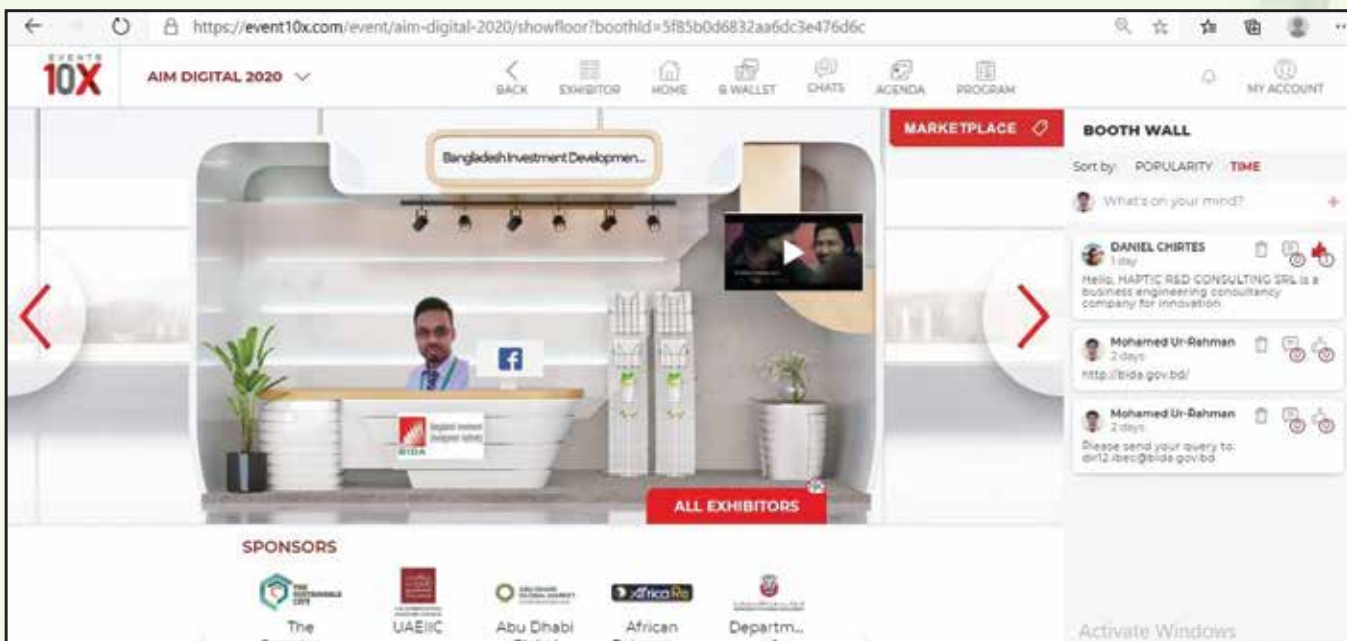 https://event10x.com/event/aim-digital-2020/showfloor?boothId=5f85b0d6832aa6dc3e476d6c
EVENTS
10X
AIM DIGITAL 2020
BACK
EXHIBITOR
HOME
B WALLET
CHATS
AGENDA
PROGRAM
MY ACCOUNT
Bangladesh Investment Developmen...
MARKETPLACE
BIDA
ALL EXHIBITORS
BOOTH WALL
Sort by: POPULARITY TIME
What's on your mind?
DANIEL CHIRTES
1 day
Hello, HAPTIC R&D CONSULTING SRL is a
business engineering consultancy
company for innovation
Mohamed Ur-Rahman
2 days
http://bida.gov.bd/
Mohamed Ur-Rahman
2 days
Please send your query to:
dir12.ibec@bida.gov.bd
SPONSORS
The
UAEIIC
Abu Dhabi
Africa Re
African
Departm...
Activate Windows